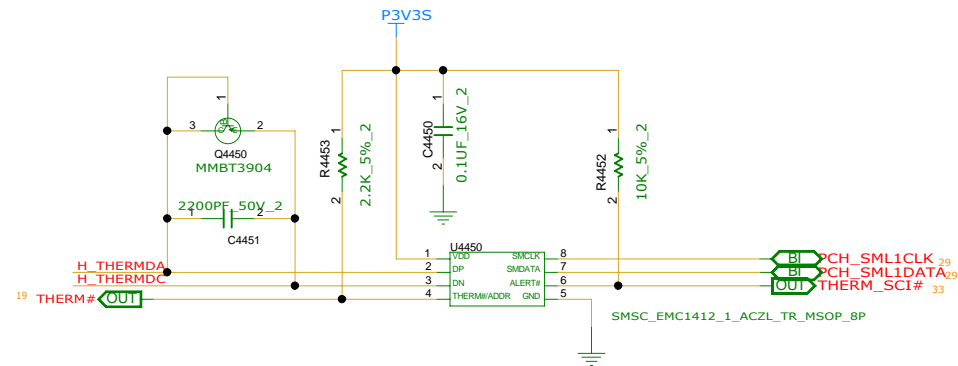 P3V3S
1
3
2
Q4450
MMBT3904
2200PF_50V_2
1
2
C4451
1
R4453
2.2K_5%_2
2
1
C4450
0.1UF_16V_2
2
1
R4452
10K_5%_2
2
U4450
1 VDD SMCLK 8 BI PCH_SML1CLK 29
H_THERMDA 2 DP SMDATA 7 BI PCH_SML1DATA 29
H_THERMDC 3 DN ALERT# 6 OUT THERM_SCI# 33
19 THERM# OUT 4 THERM#/ADDR GND 5
SMSC_EMC1412_1_ACZL_TR_MSOP_8P